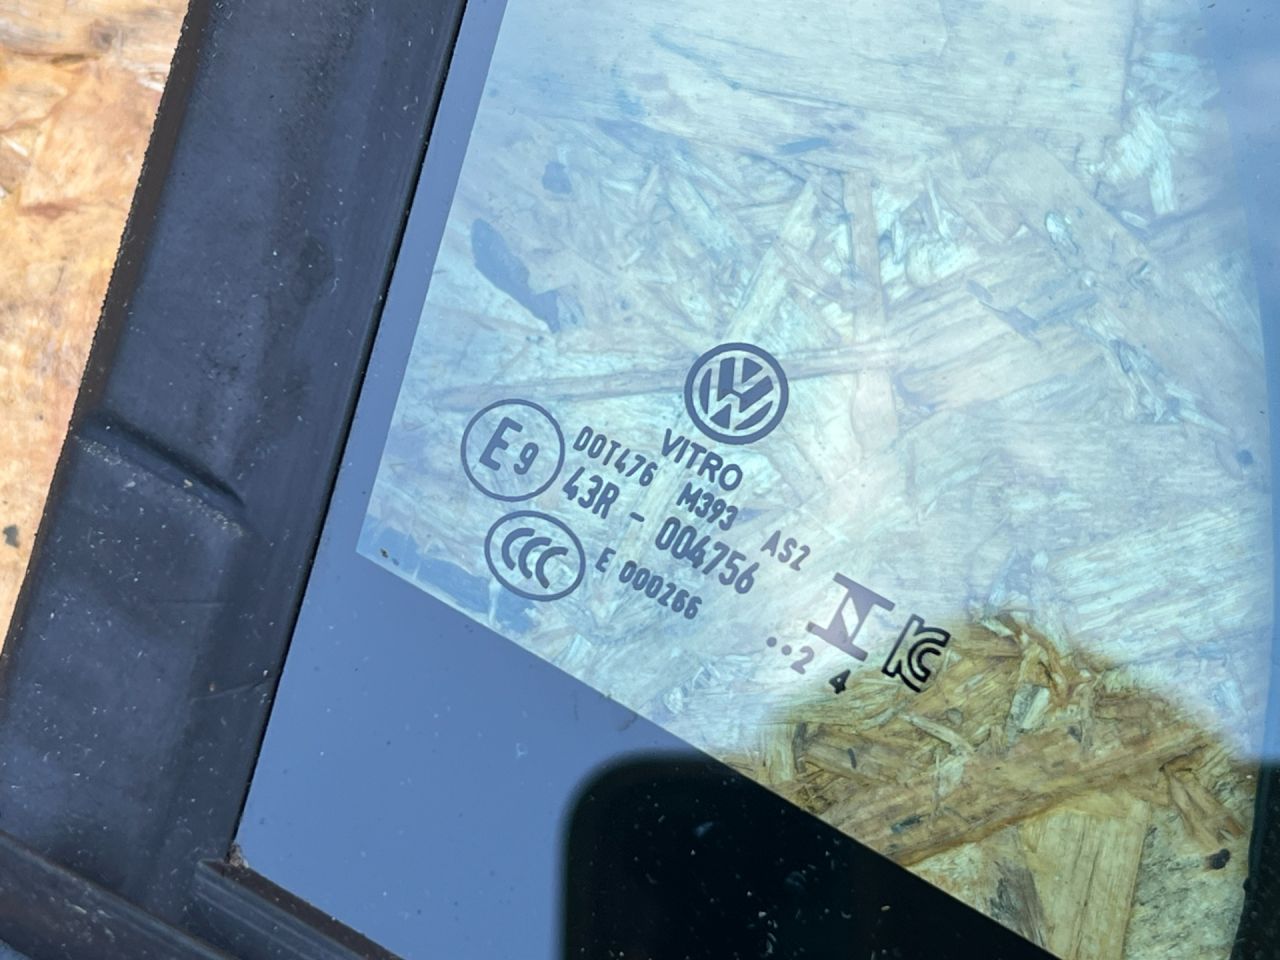 VITRO
E9 DOT476 M393 AS2
43R - 004756
CCC E 000266
..2 4